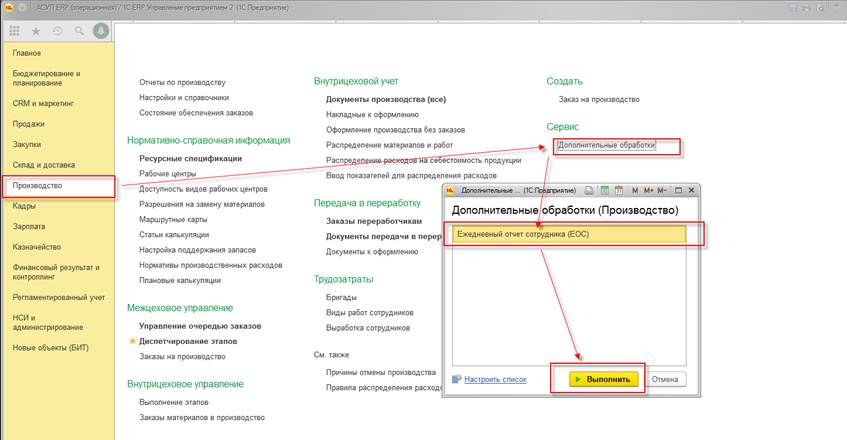 АСУП ERP (операционная) / 1С:ERP Управление предприятием 2 (1С:Предприятие)
Главное
Бюджетирование и
планирование
CRM и маркетинг
Продажи
Закупки
Склад и доставка
Производство
Кадры
Зарплата
Казначейство
Финансовый результат и
контроллинг
Регламентированный учет
НСИ и
администрирование
Новые объекты (БИТ)
Отчеты по производству
Настройки и справочники
Состояние обеспечения заказов
Нормативно-справочная информация
Ресурсные спецификации
Рабочие центры
Доступность видов рабочих центров
Разрешения на замену материалов
Маршрутные карты
Статьи калькуляции
Настройка поддержания запасов
Нормативы производственных расходов
Плановые калькуляции
Межцеховое управление
Управление очередью заказов
Диспетчирование этапов
Заказы на производство
Внутрицеховое управление
Выполнение этапов
Заказы материалов в производство
Внутрицеховой учет
Документы производства (все)
Накладные к оформлению
Оформление производства без заказов
Распределение материалов и работ
Распределение расходов на себестоимость продукции
Ввод показателей для распределения расходов
Передача в переработку
Заказы переработчикам
Документы передачи в перер
Документы к оформлению
Трудозатраты
Бригады
Виды работ сотрудников
Выработка сотрудников
См. также
Причины отмены производства
Правила распределения расходо
Создать
Заказ на производство
Сервис
Дополнительные обработки
Дополнительные ... (1С:Предприятие)
M M+ M-
Дополнительные обработки (Производство)
Ежедневный отчет сотрудника (ЕОС)
Настроить список
Выполнить
Отмена